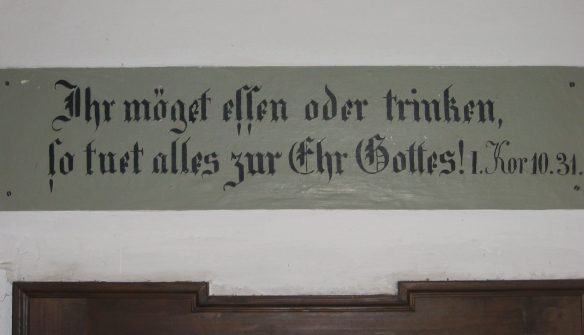 Ihr möget eſſen oder trinken,
ſo tuet alles zur Ehr Gottes! 1. Kor 10. 31.